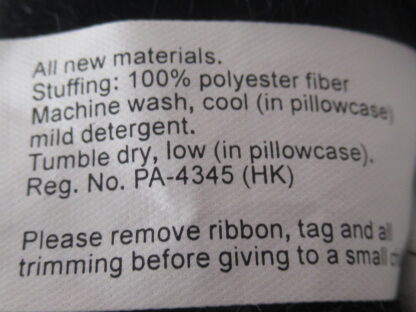 All new materials.
Stuffing: 100% polyester fiber
Machine wash, cool (in pillowcase)
mild detergent.
Tumble dry, low (in pillowcase).
Reg. No. PA-4345 (HK)
Please remove ribbon, tag and all
trimming before giving to a small